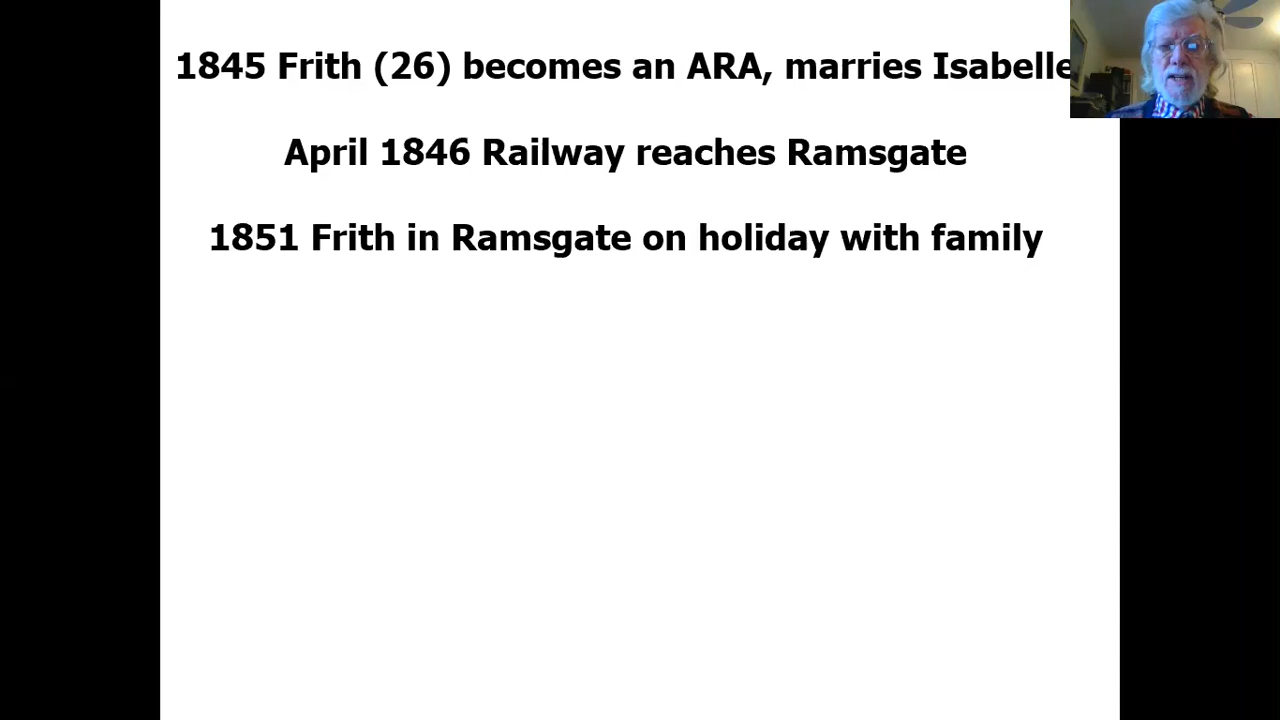 1845 Frith (26) becomes an ARA, marries Isabelle
April 1846 Railway reaches Ramsgate
1851 Frith in Ramsgate on holiday with family